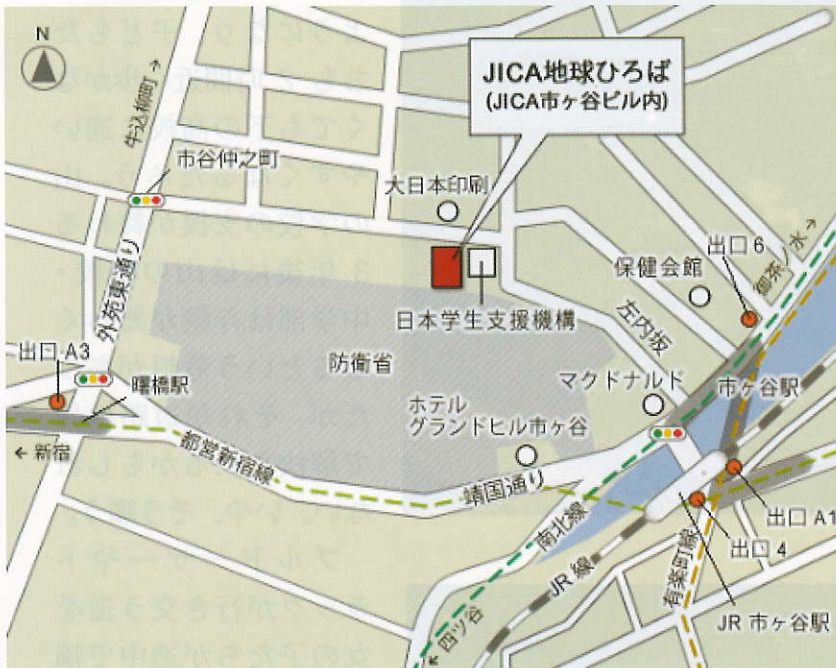 N
牛込柳町→
JICA地球ひろば
(JICA市ヶ谷ビル内)
市谷仲之町
大日本印刷
外苑東通り
出口 6
御茶ノ水→
保健会館
日本学生支援機構
左内坂
出口 A3
曙橋駅
防衛省
マクドナルド
市ヶ谷駅
ホテル
グランドヒル市ヶ谷
←新宿
都営新宿線
靖国通り
南北線
出口 A1
出口 4
有楽町線
JR線
JR 市ヶ谷駅
←四ツ谷